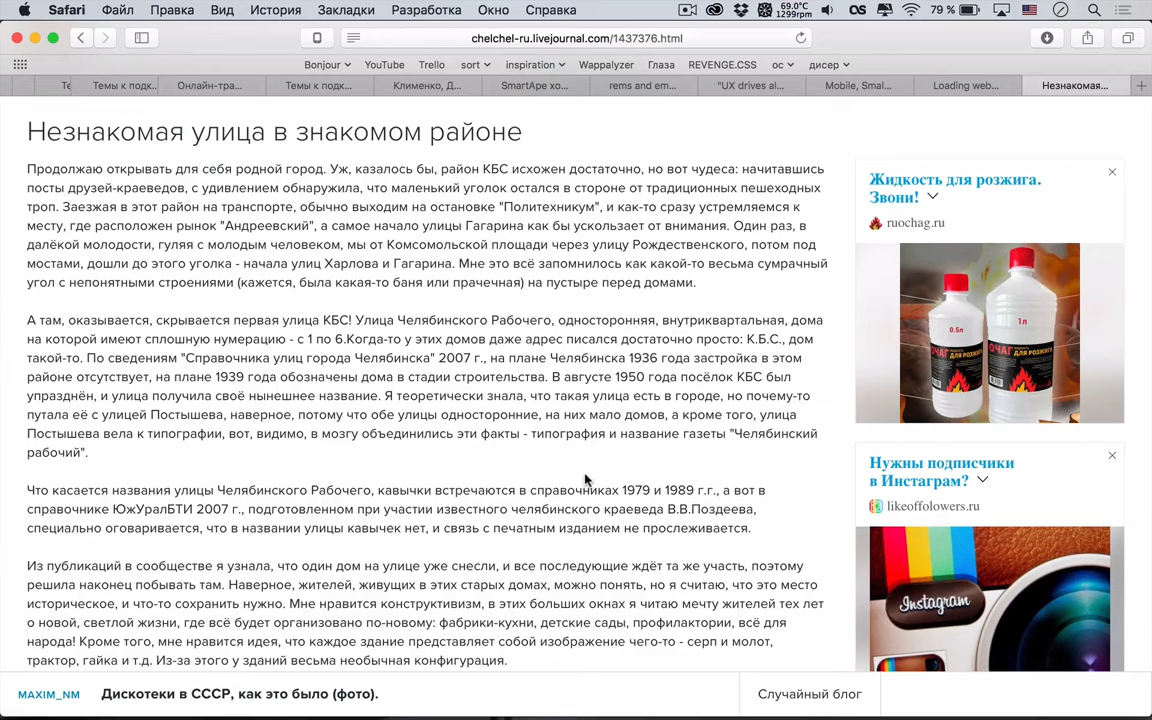 Safari Файл Правка Вид История Закладки Разработка Окно Справка 69.0°C 1299rpm 79 %
chelchel-ru.livejournal.com/1437376.html
Bonjour YouTube Trello sort inspiration Wappalyzer Глаза REVENGE.CSS ос дисер
Те Темы к подк... Онлайн-тра... Темы к подк... Клименко, Д... SmartApe хо... rems and em... "UX drives al... Mobile, Smal... Loading web... Незнакомая...
Незнакомая улица в знакомом районе
Продолжаю открывать для себя родной город. Уж, казалось бы, район КБС исхожен достаточно, но вот чудеса: начитавшись
посты друзей-краеведов, с удивлением обнаружила, что маленький уголок остался в стороне от традиционных пешеходных
троп. Заезжая в этот район на транспорте, обычно выходим на остановке "Политехникум", и как-то сразу устремляемся к
месту, где расположен рынок "Андреевский", а самое начало улицы Гагарина как бы ускользает от внимания. Один раз, в
далёкой молодости, гуляя с молодым человеком, мы от Комсомольской площади через улицу Рождественского, потом под
мостами, дошли до этого уголка - начала улиц Харлова и Гагарина. Мне это всё запомнилось как какой-то весьма сумрачный
угол с непонятными строениями (кажется, была какая-то баня или прачечная) на пустыре перед домами.
А там, оказывается, скрывается первая улица КБС! Улица Челябинского Рабочего, односторонняя, внутриквартальная, дома
на которой имеют сплошную нумерацию - с 1 по 6.Когда-то у этих домов даже адрес писался достаточно просто: К.Б.С., дом
такой-то. По сведениям "Справочника улиц города Челябинска" 2007 г., на плане Челябинска 1936 года застройка в этом
районе отсутствует, на плане 1939 года обозначены дома в стадии строительства. В августе 1950 года посёлок КБС был
упразднён, и улица получила своё нынешнее название. Я теоретически знала, что такая улица есть в городе, но почему-то
путала её с улицей Постышева, наверное, потому что обе улицы односторонние, на них мало домов, а кроме того, улица
Постышева вела к типографии, вот, видимо, в мозгу объединились эти факты - типография и название газеты "Челябинский
рабочий".
Что касается названия улицы Челябинского Рабочего, кавычки встречаются в справочниках 1979 и 1989 г.г., а вот в
справочнике ЮжУралБТИ 2007 г., подготовленном при участии известного челябинского краеведа В.В.Поздеева,
специально оговаривается, что в названии улицы кавычек нет, и связь с печатным изданием не прослеживается.
Из публикаций в сообществе я узнала, что один дом на улице уже снесли, и все последующие ждёт та же участь, поэтому
решила наконец побывать там. Наверное, жителей, живущих в этих старых домах, можно понять, но я считаю, что это место
историческое, и что-то сохранить нужно. Мне нравится конструктивизм, в этих больших окнах я читаю мечту жителей тех лет
о новой, светлой жизни, где всё будет организовано по-новому: фабрики-кухни, детские сады, профилактории, всё для
народа! Кроме того, мне нравится идея, что каждое здание представляет собой изображение чего-то - серп и молот,
трактор, гайка и т.д. Из-за этого у зданий весьма необычная конфигурация.
Жидкость для розжига.
Звони!
ruochag.ru
0.5л 1л
ОЧАГ ДЛЯ РОЗЖИГА
ОЧАГ ДЛЯ РОЗЖИГА
Нужны подписчики
в Инстаграм?
likeoffolowers.ru
Instagram
MAXIM_NM Дискотеки в СССР, как это было (фото). Случайный блог